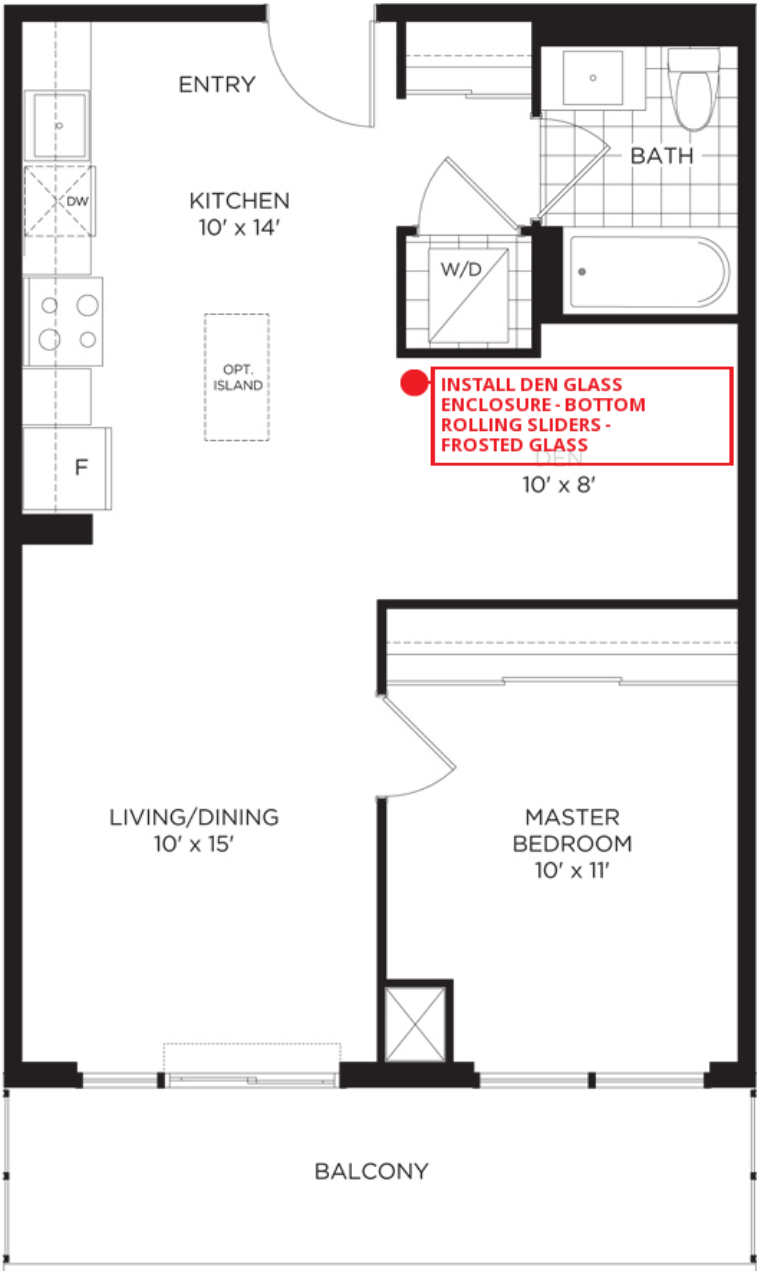 ENTRY
BATH
KITCHEN
10' x 14'
DW
W/D
OPT.
ISLAND
INSTALL DEN GLASS
ENCLOSURE - BOTTOM
ROLLING SLIDERS -
FROSTED GLASS
DEN
10' x 8'
F
LIVING/DINING
10' x 15'
MASTER
BEDROOM
10' x 11'
BALCONY